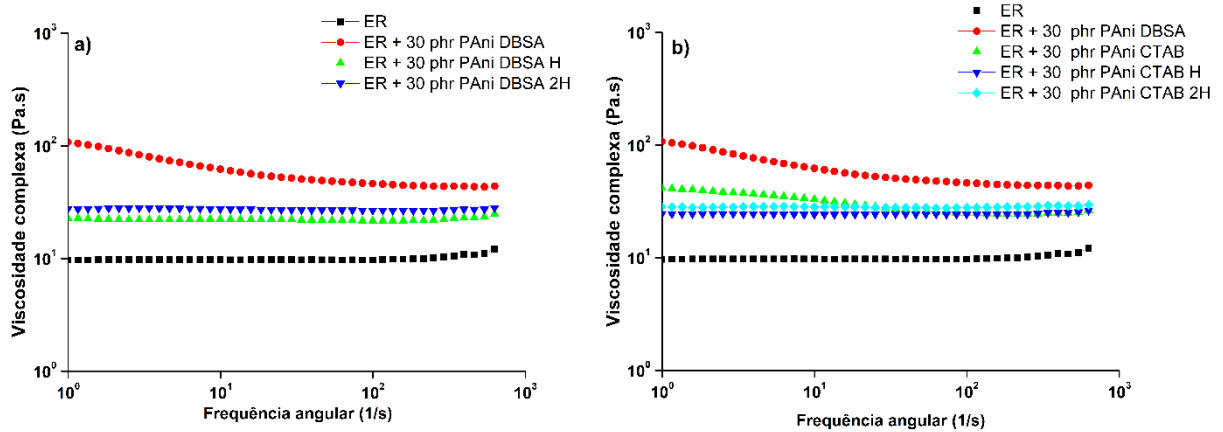 a)
ER
ER + 30 phr PAni DBSA
ER + 30 phr PAni DBSA H
ER + 30 phr PAni DBSA 2H
Viscosidade complexa (Pa.s)
10³
10²
10¹
10⁰
10⁰ 10¹ 10² 10³
Frequência angular (1/s)
b)
ER
ER + 30 phr PAni DBSA
ER + 30 phr PAni CTAB
ER + 30 phr PAni CTAB H
ER + 30 phr PAni CTAB 2H
Viscosidade complexa (Pa.s)
10³
10²
10¹
10⁰
10⁰ 10¹ 10² 10³
Frequência angular (1/s)